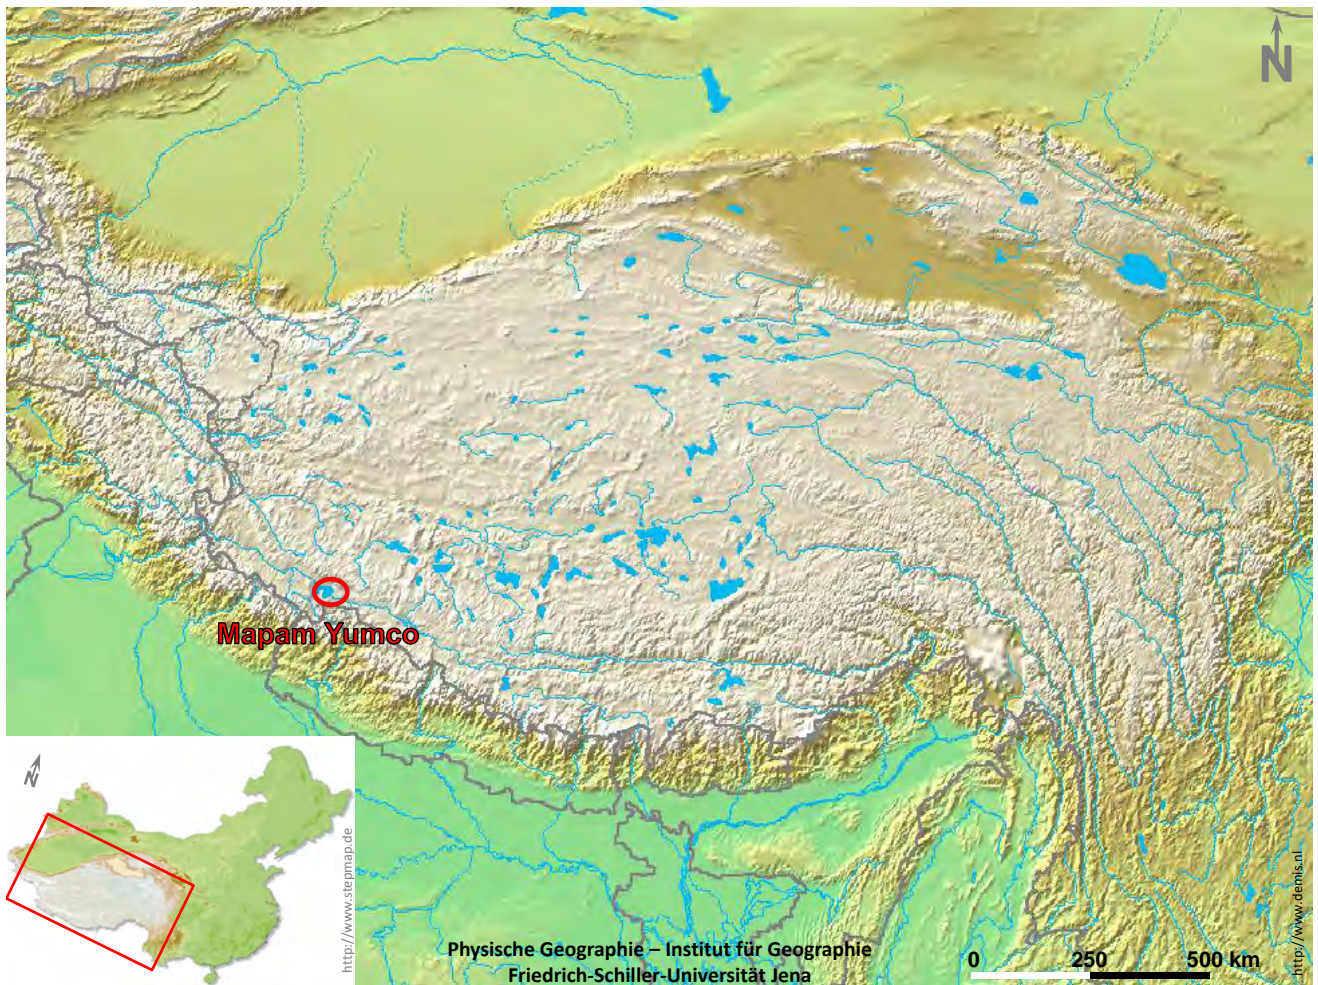 N
Mapam Yumco
N
http://www.stepmap.de
http://www.demis.nl
Physische Geographie – Institut für Geographie
Friedrich-Schiller-Universität Jena
0 250 500 km